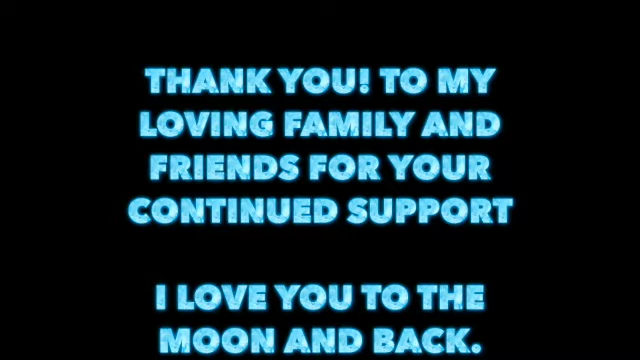 THANK YOU! TO MY
LOVING FAMILY AND
FRIENDS FOR YOUR
CONTINUED SUPPORT
I LOVE YOU TO THE
MOON AND BACK.